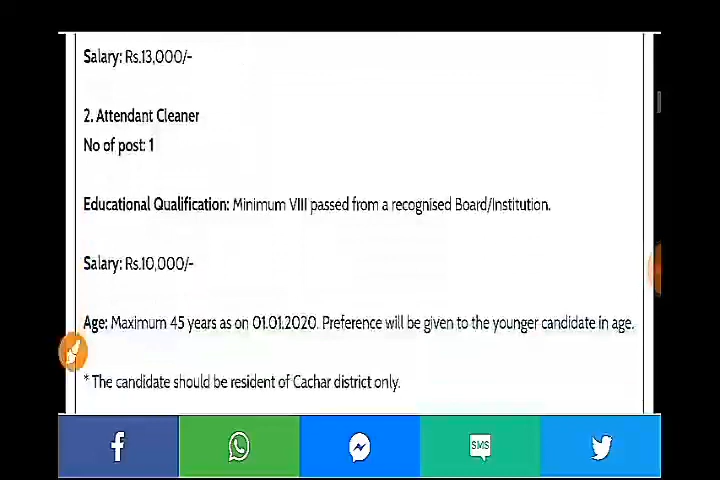 Salary: Rs.13,000/-
2. Attendant Cleaner
No of post: 1
Educational Qualification: Minimum VIII passed from a recognised Board/Institution.
Salary: Rs.10,000/-
Age: Maximum 45 years as on 01.01.2020. Preference will be given to the younger candidate in age.
* The candidate should be resident of Cachar district only.
SMS